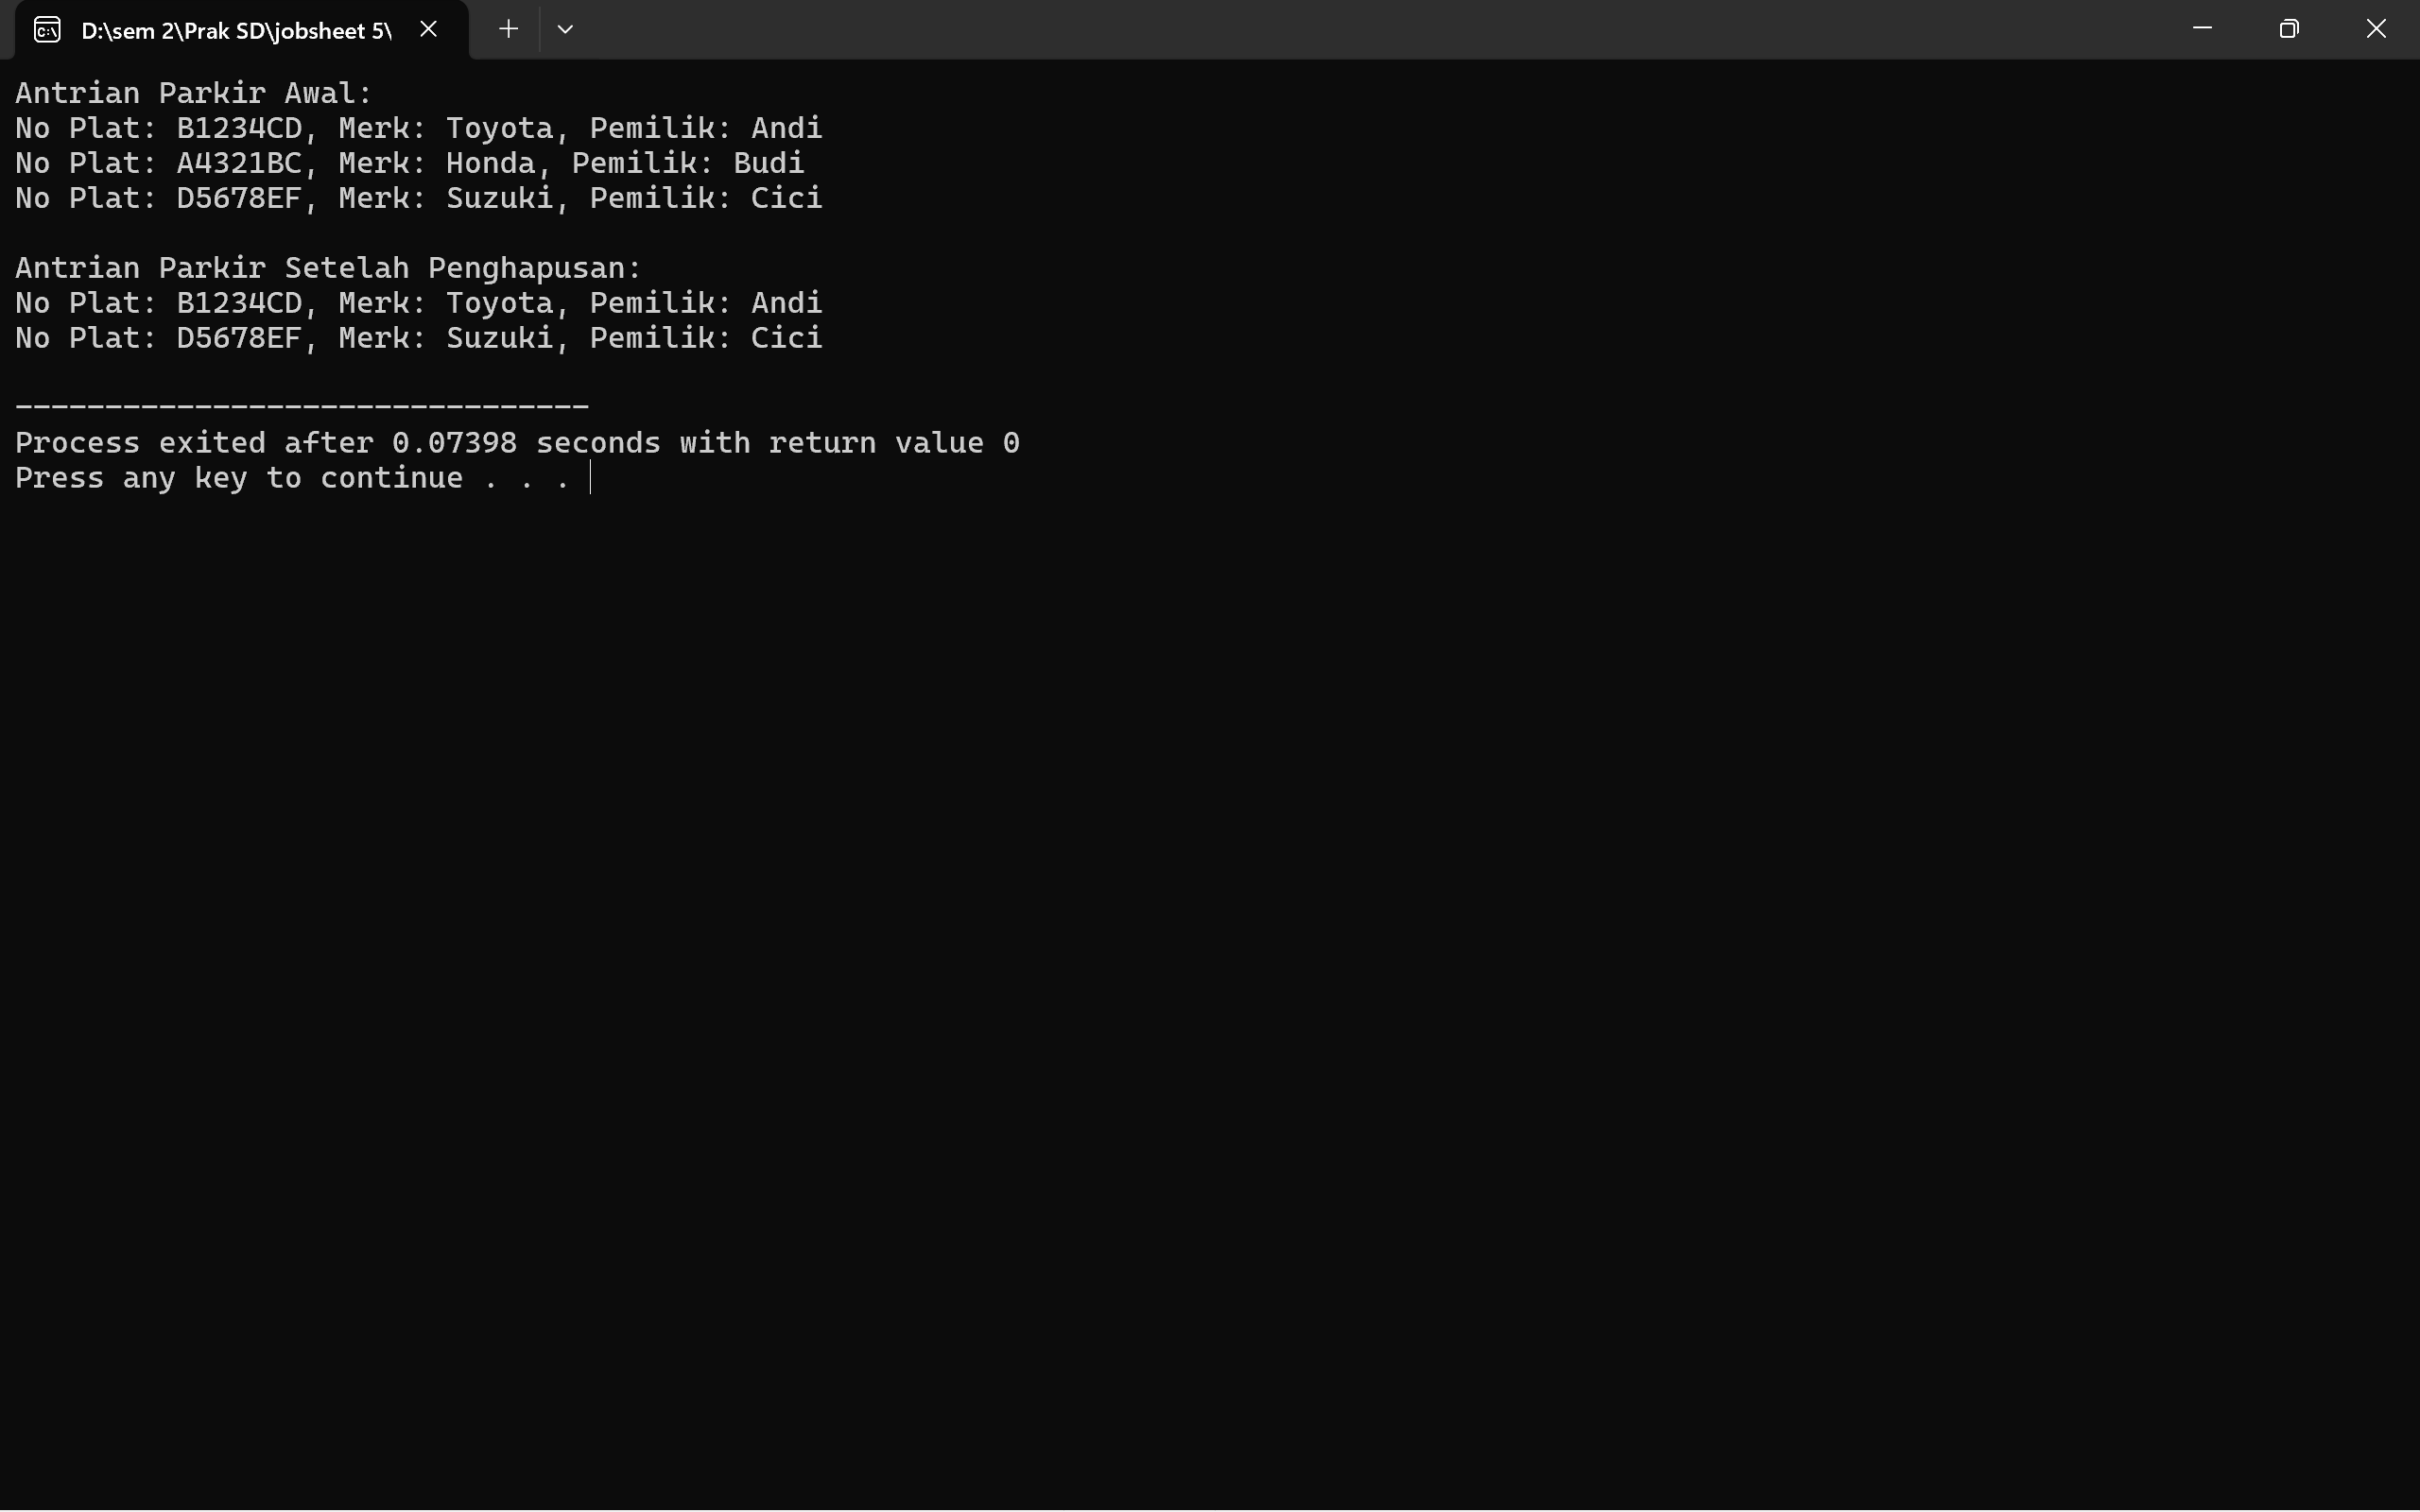 D:\sem 2\Prak SD\jobsheet 5\
Antrian Parkir Awal:
No Plat: B1234CD, Merk: Toyota, Pemilik: Andi
No Plat: A4321BC, Merk: Honda, Pemilik: Budi
No Plat: D5678EF, Merk: Suzuki, Pemilik: Cici
Antrian Parkir Setelah Penghapusan:
No Plat: B1234CD, Merk: Toyota, Pemilik: Andi
No Plat: D5678EF, Merk: Suzuki, Pemilik: Cici
--------------------------------
Process exited after 0.07398 seconds with return value 0
Press any key to continue . . .